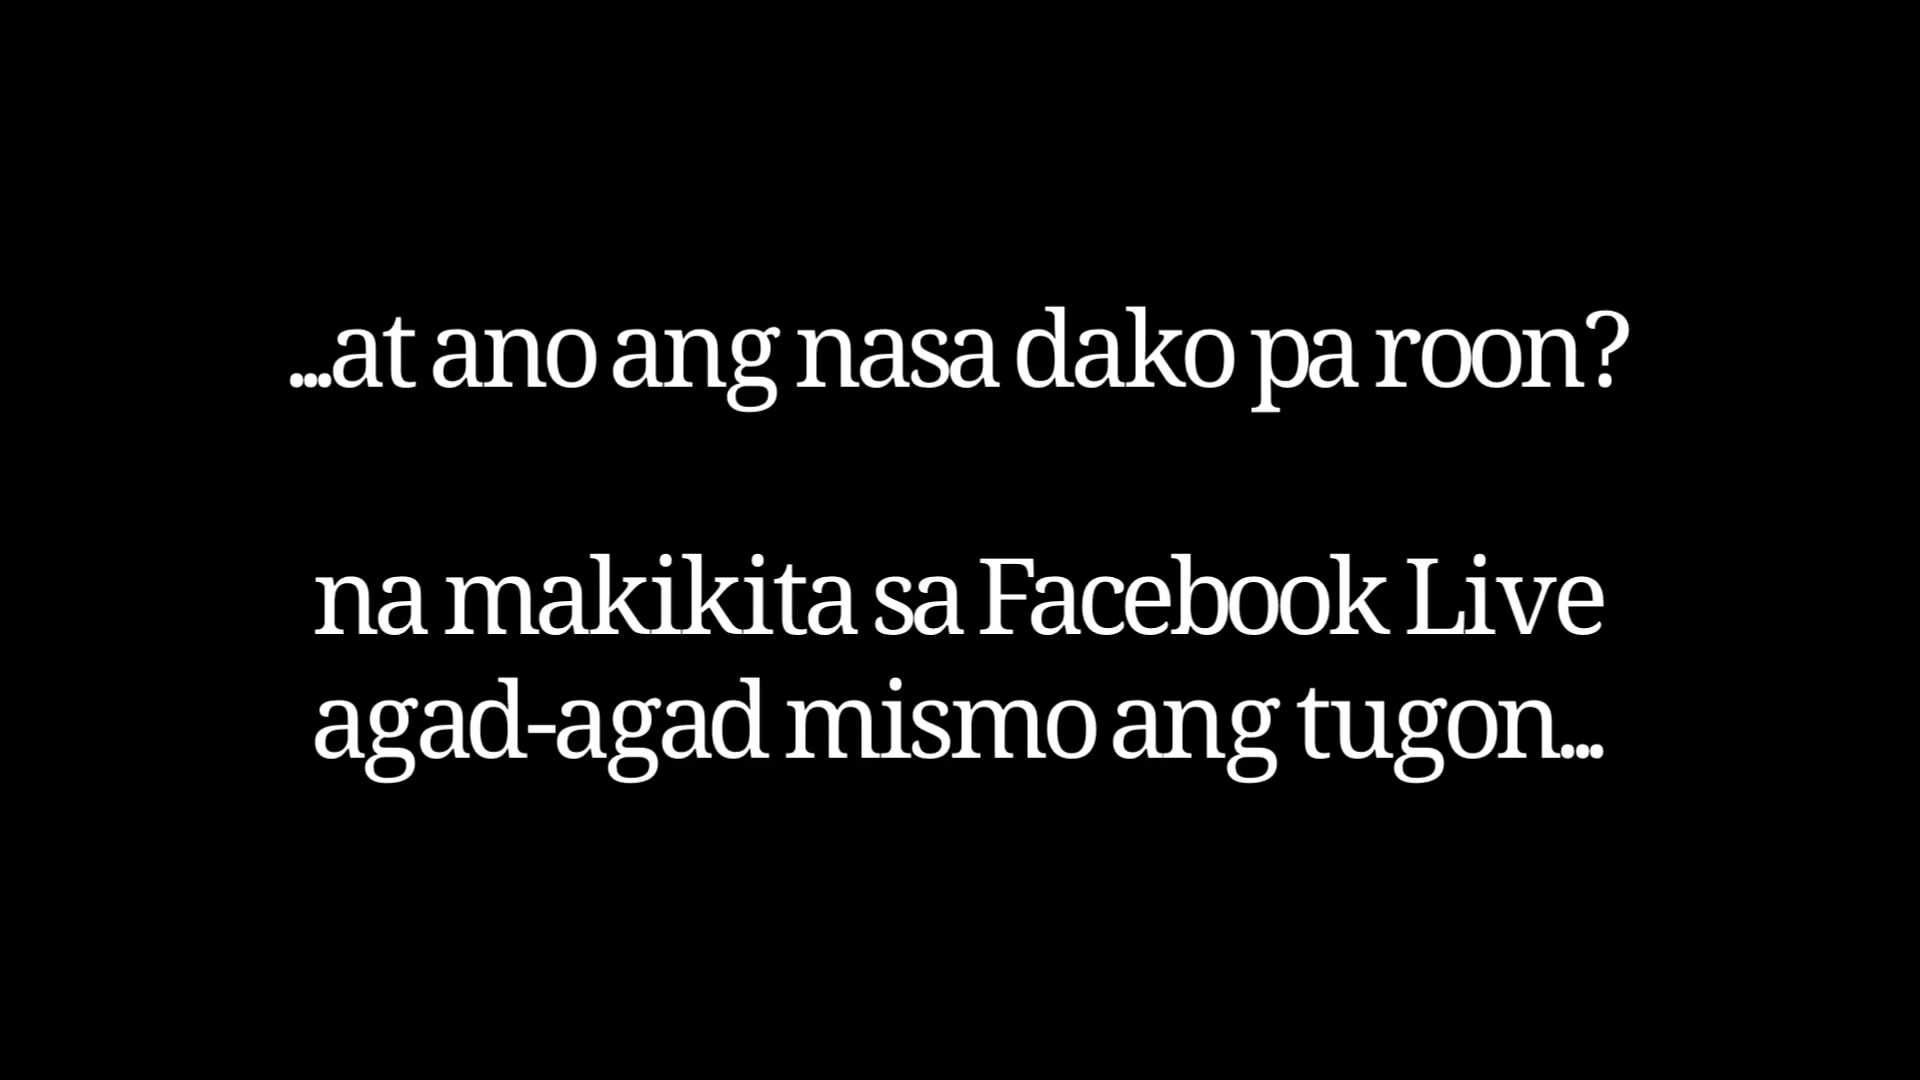 ...at ano ang nasa dako pa roon?
na makikita sa Facebook Live
agad-agad mismo ang tugon...